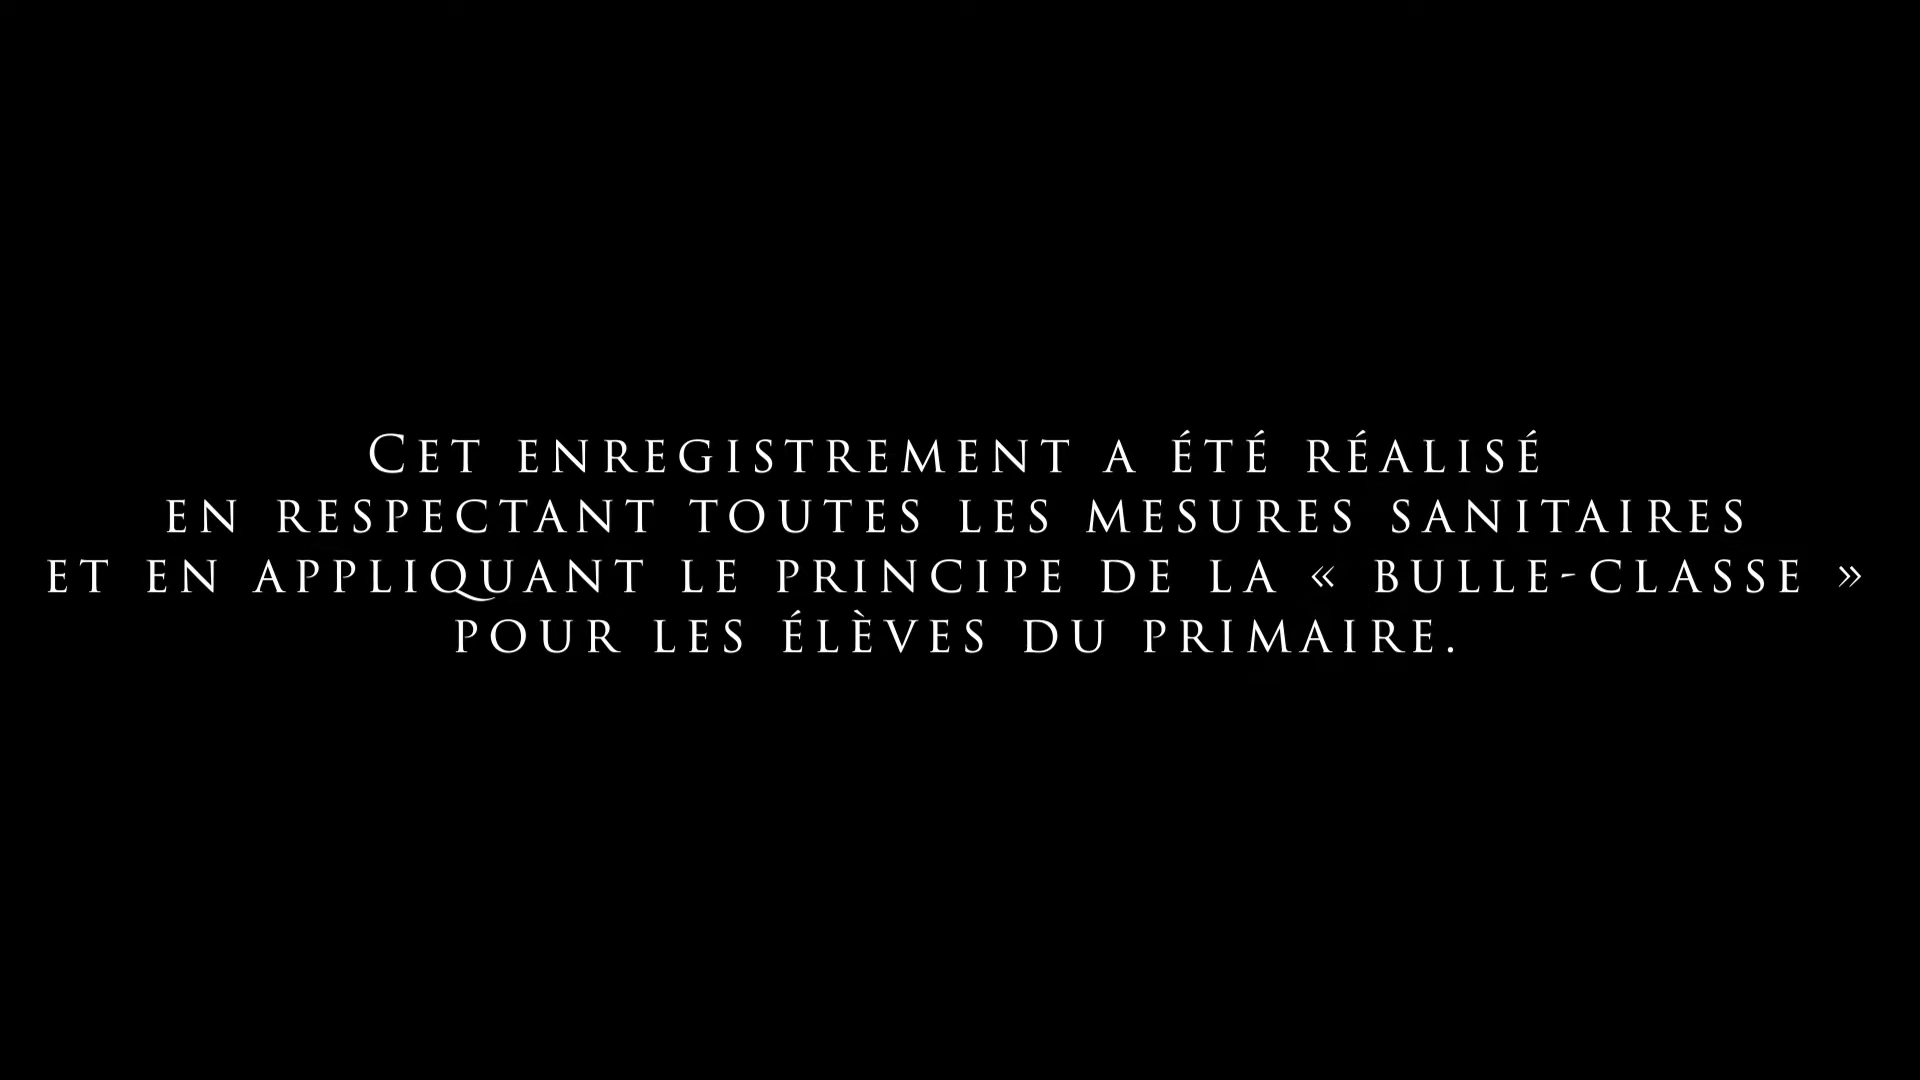 Cet enregistrement a été réalisé
en respectant toutes les mesures sanitaires
et en appliquant le principe de la « bulle-classe »
pour les élèves du primaire.